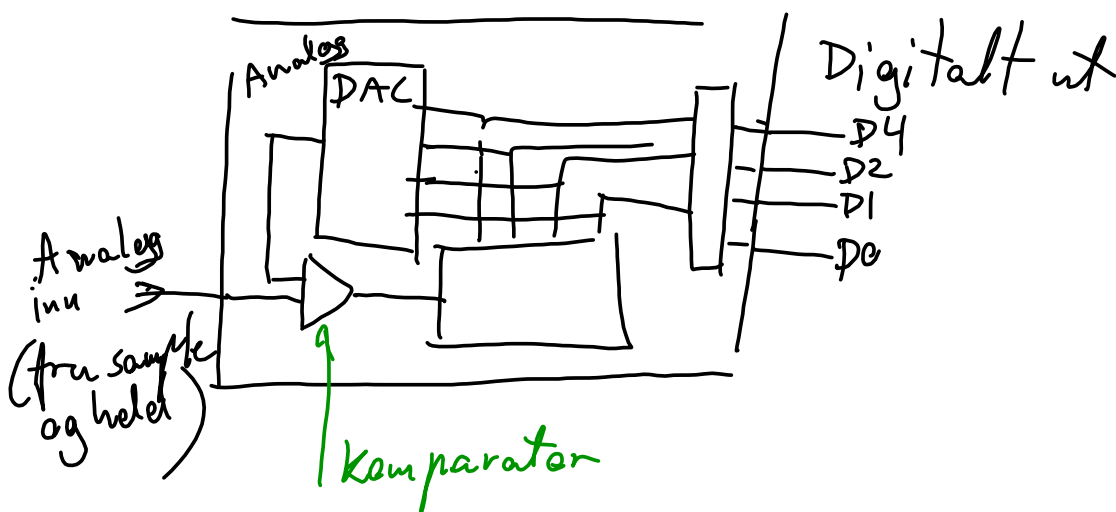 Analog
DAC
Digitalt ut
D4
D2
D1
D0
Analog
inn
(fra sample
og hold)
Komparator